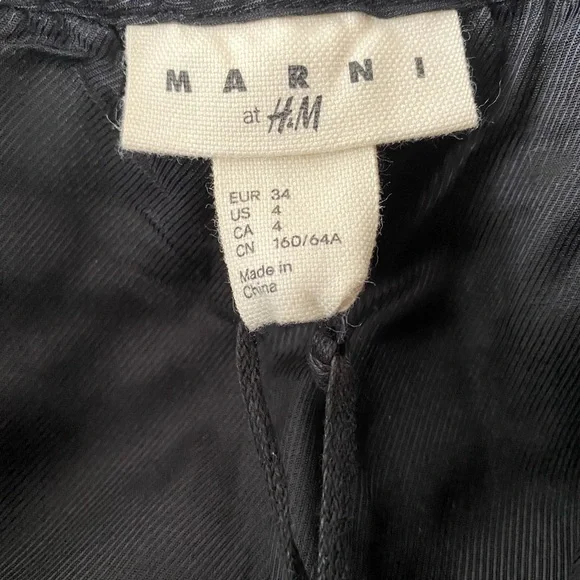 MARNI
at H&M
EUR 34
US 4
CA 4
CN 160/64A
Made in
China